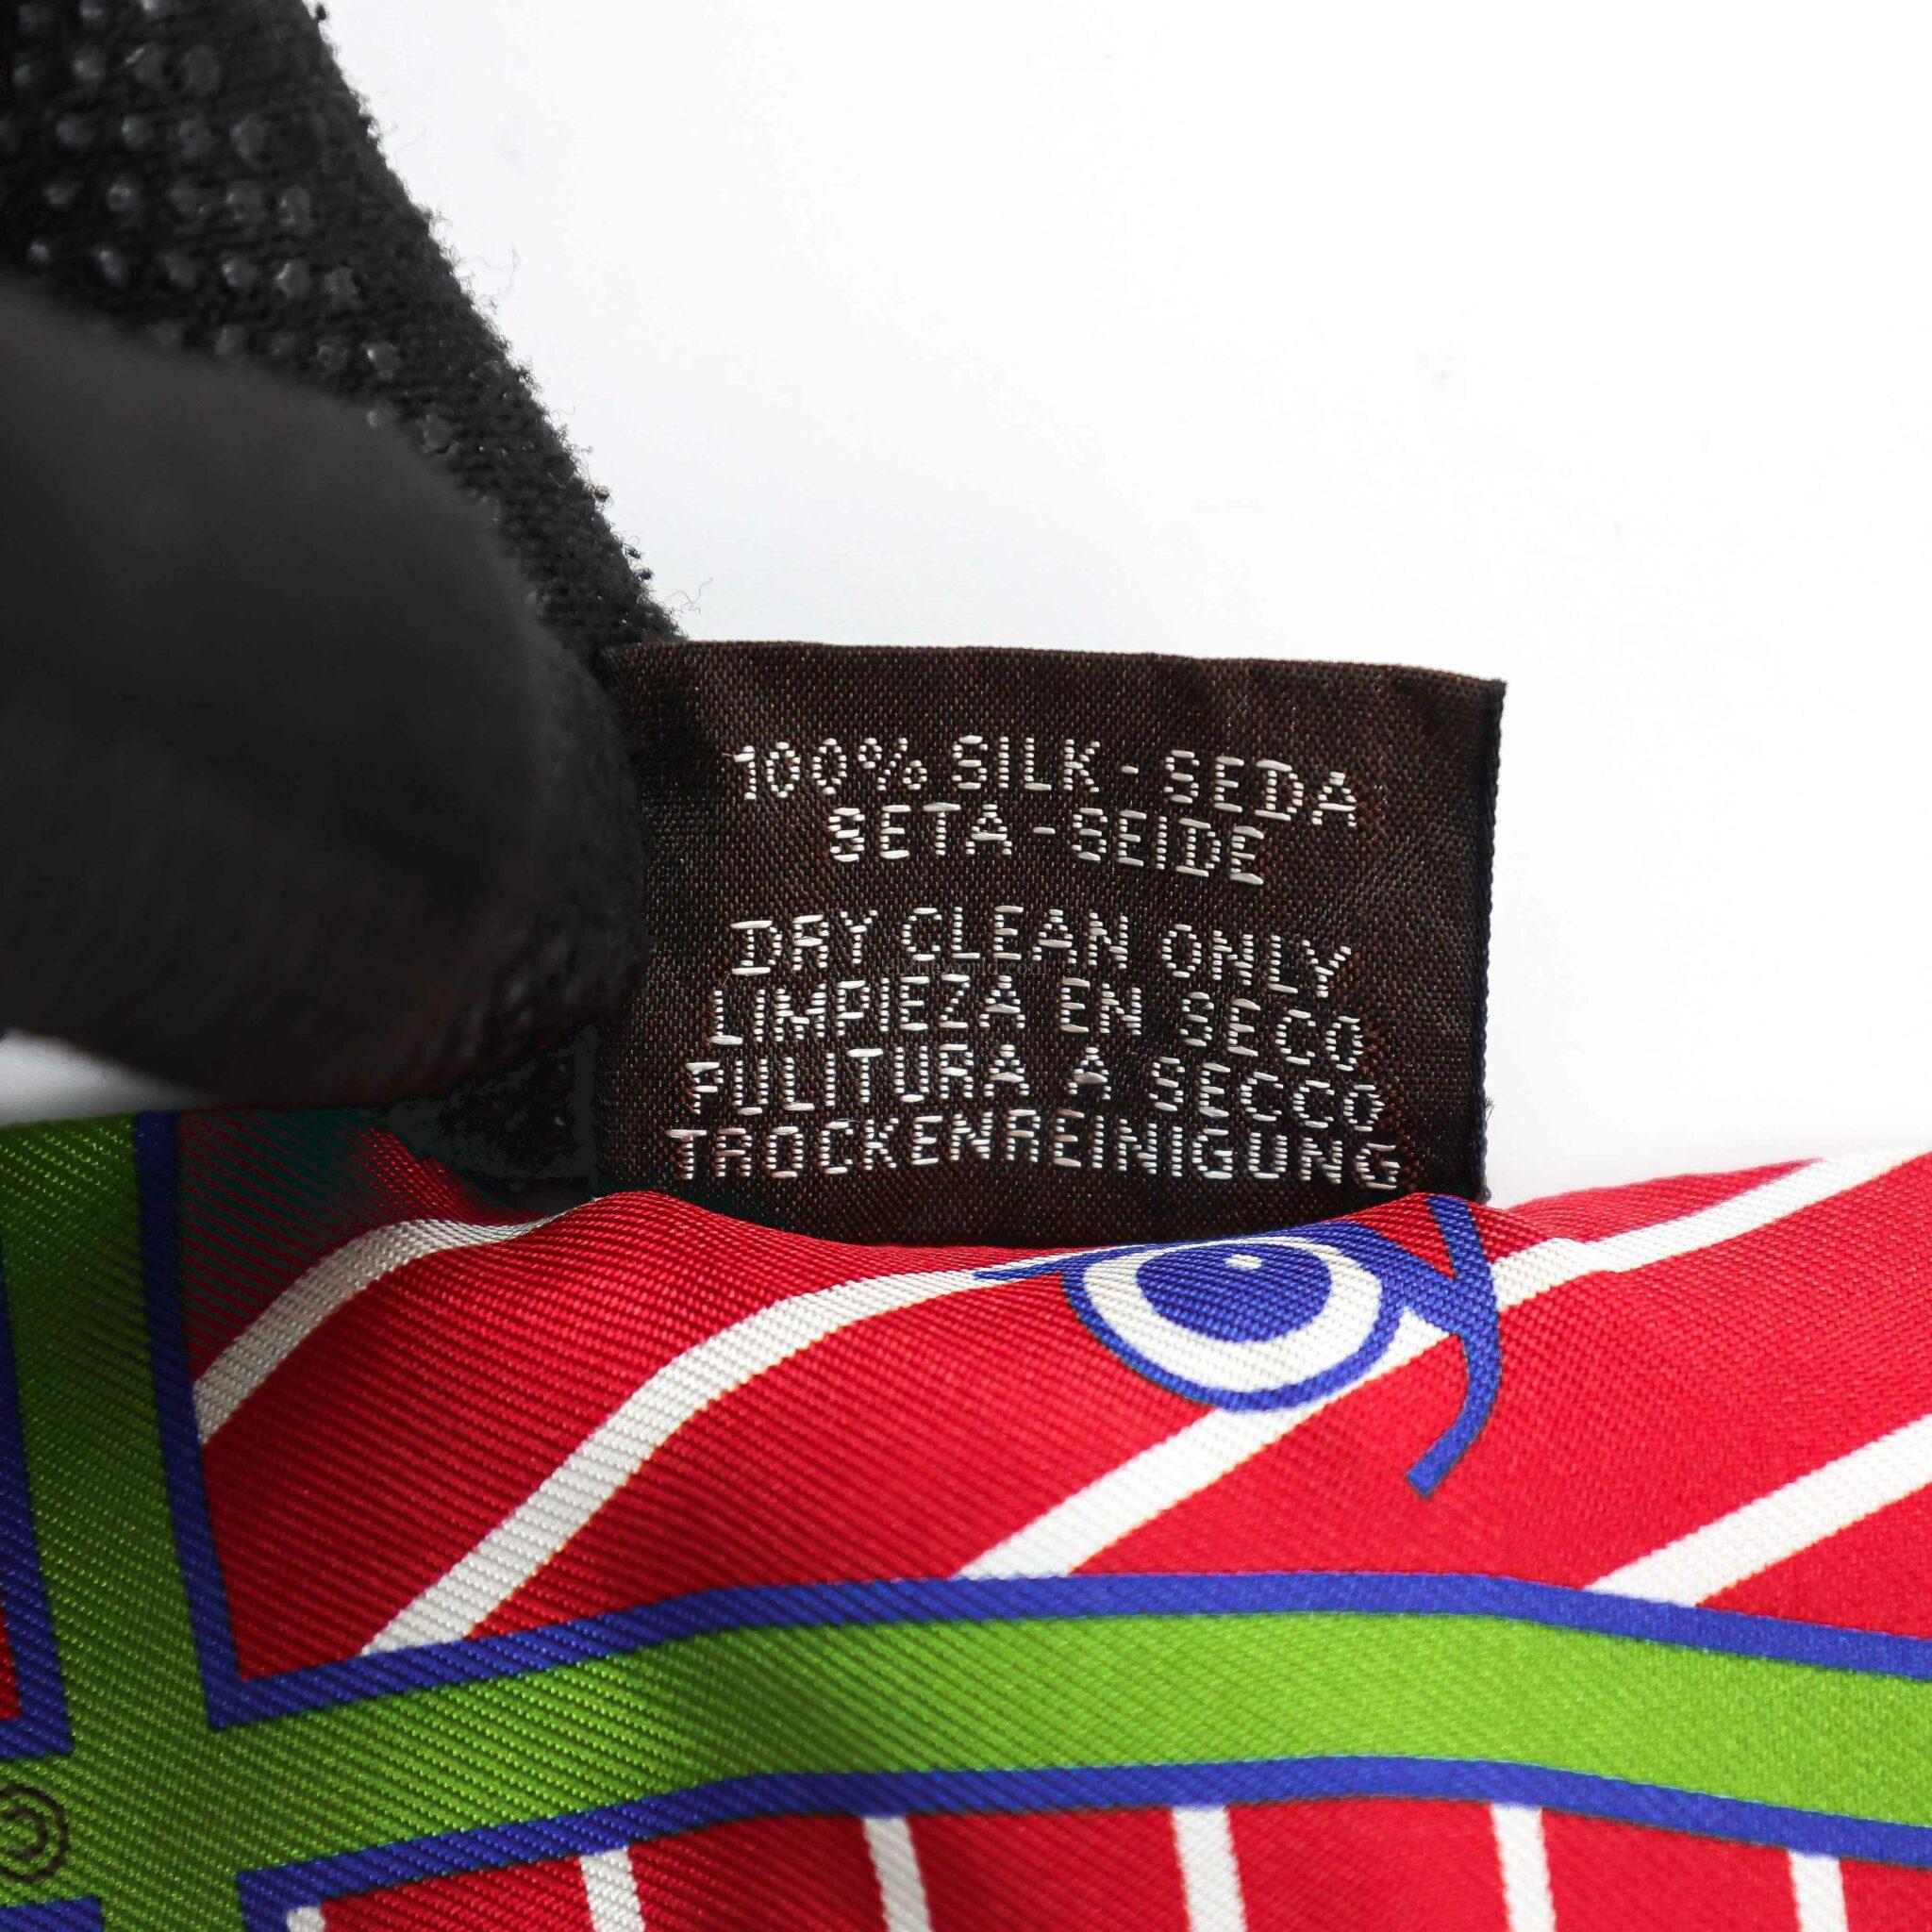 100% SILK - SEDA
SETA - SEIDE
DRY CLEAN ONLY
LIMPIEZA EN SECO
PULITURA A SECCO
TROCKENREINIGUNG
©